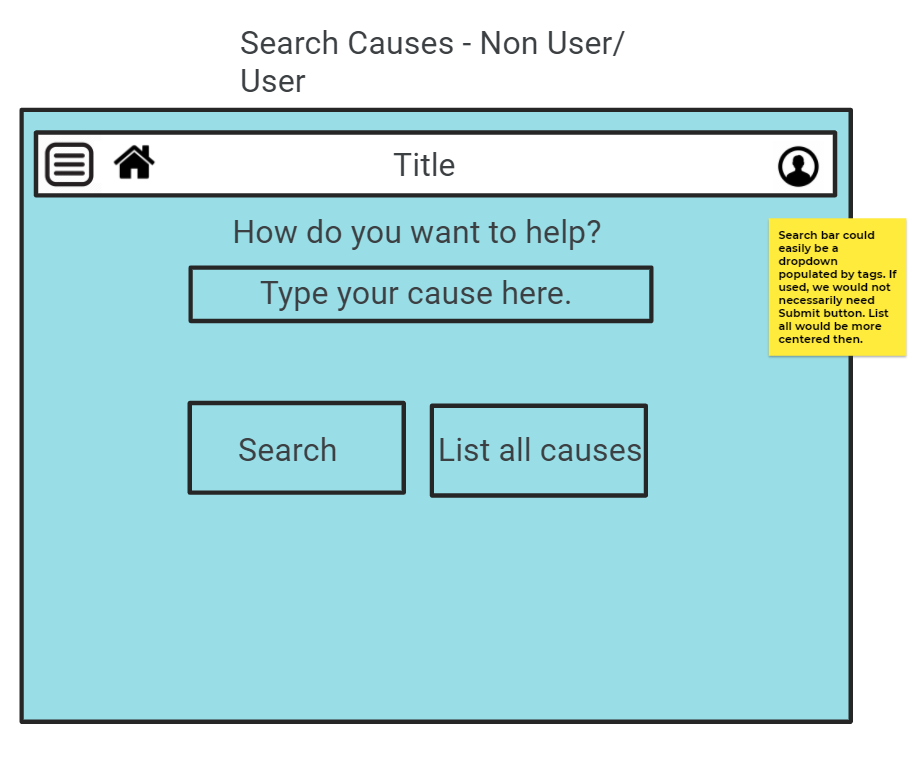 Search Causes - Non User/
User
Title
How do you want to help?
Type your cause here.
Search
List all causes
Search bar could
easily be a
dropdown
populated by tags. If
used, we would not
necessarily need
Submit button. List
all would be more
centered then.